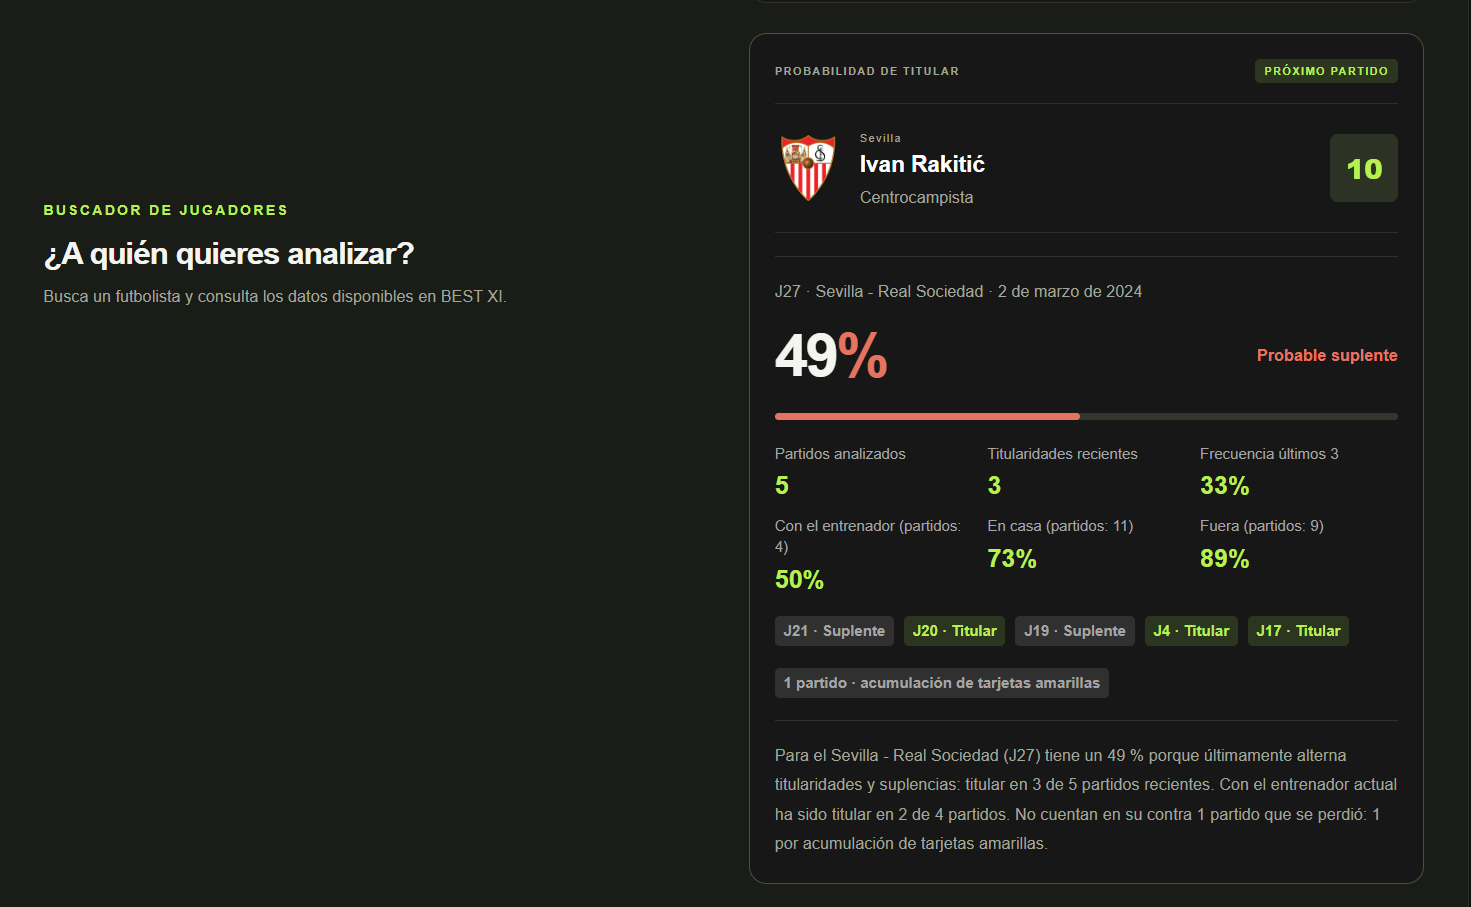 BUSCADOR DE JUGADORES
¿A quién quieres analizar?
Busca un futbolista y consulta los datos disponibles en BEST XI.
PROBABILIDAD DE TITULAR
PRÓXIMO PARTIDO
Sevilla
Ivan Rakitić
Centrocampista
10
J27 · Sevilla - Real Sociedad · 2 de marzo de 2024
49%
Probable suplente
Partidos analizados
5
Titularidades recientes
3
Frecuencia últimos 3
33%
Con el entrenador (partidos:
4)
50%
En casa (partidos: 11)
73%
Fuera (partidos: 9)
89%
J21 · Suplente
J20 · Titular
J19 · Suplente
J4 · Titular
J17 · Titular
1 partido · acumulación de tarjetas amarillas
Para el Sevilla - Real Sociedad (J27) tiene un 49 % porque últimamente alterna
titularidades y suplencias: titular en 3 de 5 partidos recientes. Con el entrenador actual
ha sido titular en 2 de 4 partidos. No cuentan en su contra 1 partido que se perdió: 1
por acumulación de tarjetas amarillas.